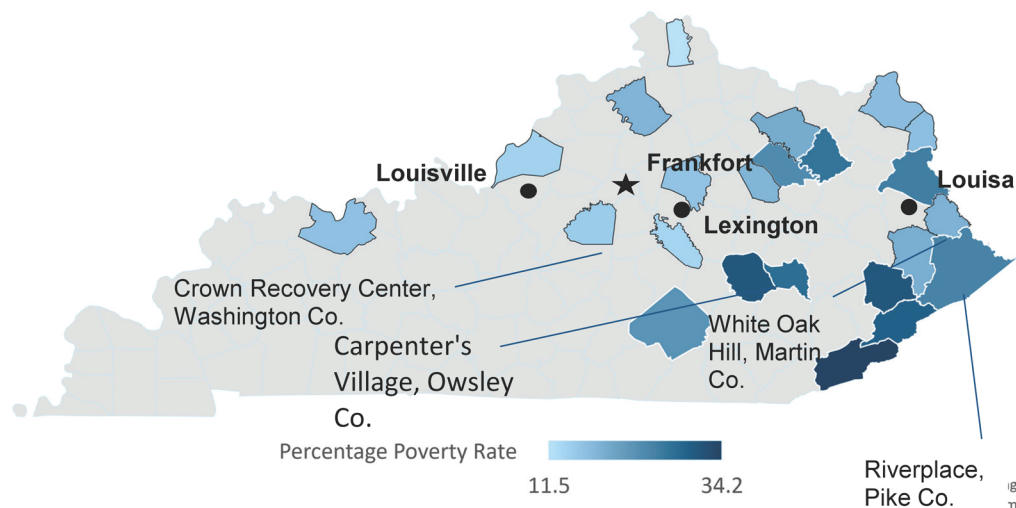 Louisville
Frankfort
Louisa
Lexington
Crown Recovery Center,
Washington Co.
Carpenter's
Village, Owsley
Co.
White Oak
Hill, Martin
Co.
Percentage Poverty Rate
11.5
34.2
Riverplace,
Pike Co.